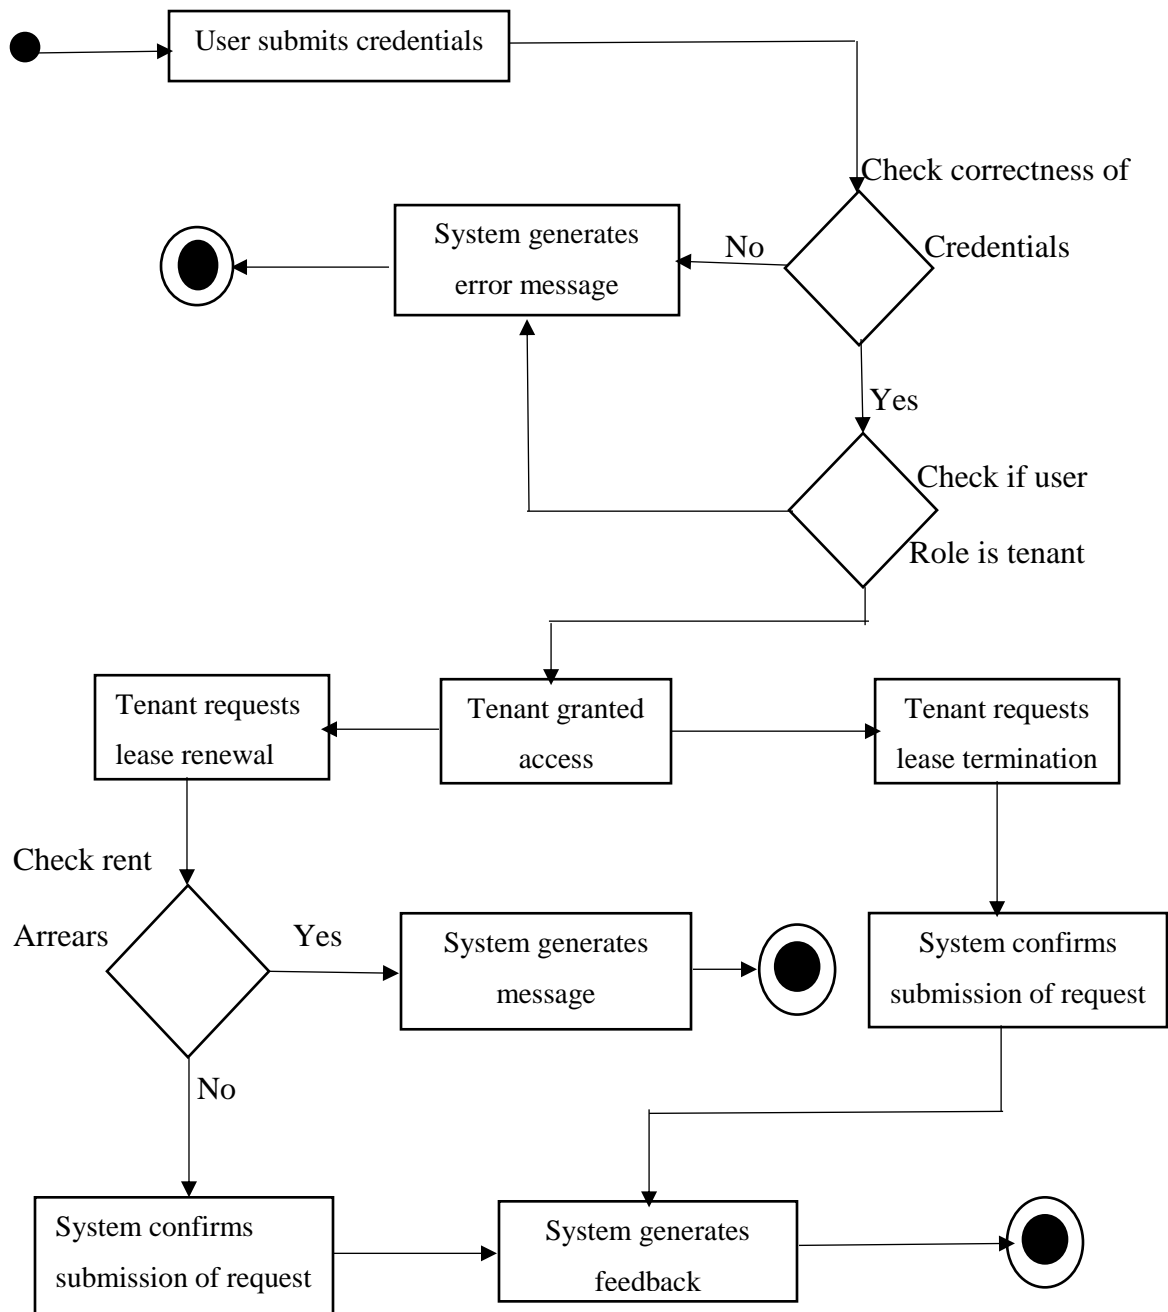 User submits credentials
Check correctness of
Credentials
System generates
error message
No
Yes
Check if user
Role is tenant
Tenant requests
lease renewal
Tenant granted
access
Tenant requests
lease termination
Check rent
Arrears
Yes
System generates
message
System confirms
submission of request
No
System confirms
submission of request
System generates
feedback